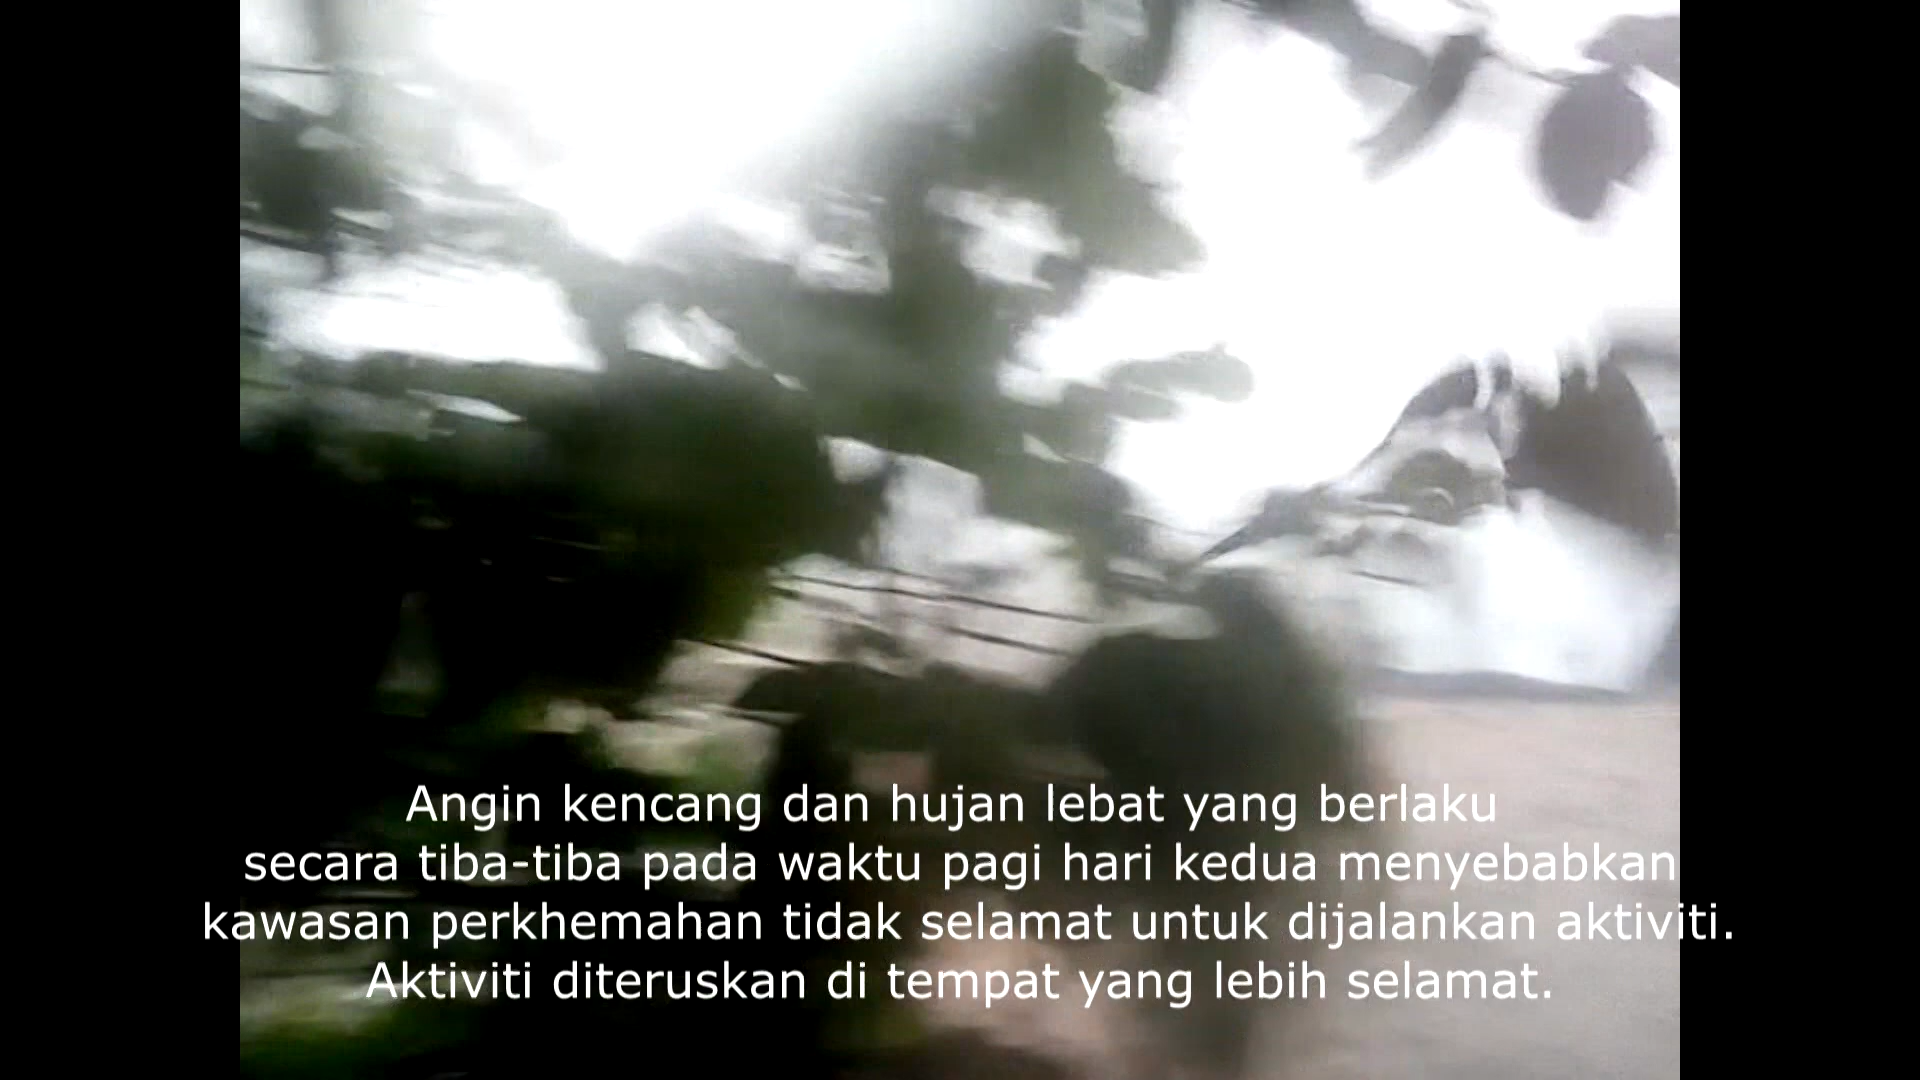 Angin kencang dan hujan lebat yang berlaku
secara tiba-tiba pada waktu pagi hari kedua menyebabkan
kawasan perkhemahan tidak selamat untuk dijalankan aktiviti.
Aktiviti diteruskan di tempat yang lebih selamat.